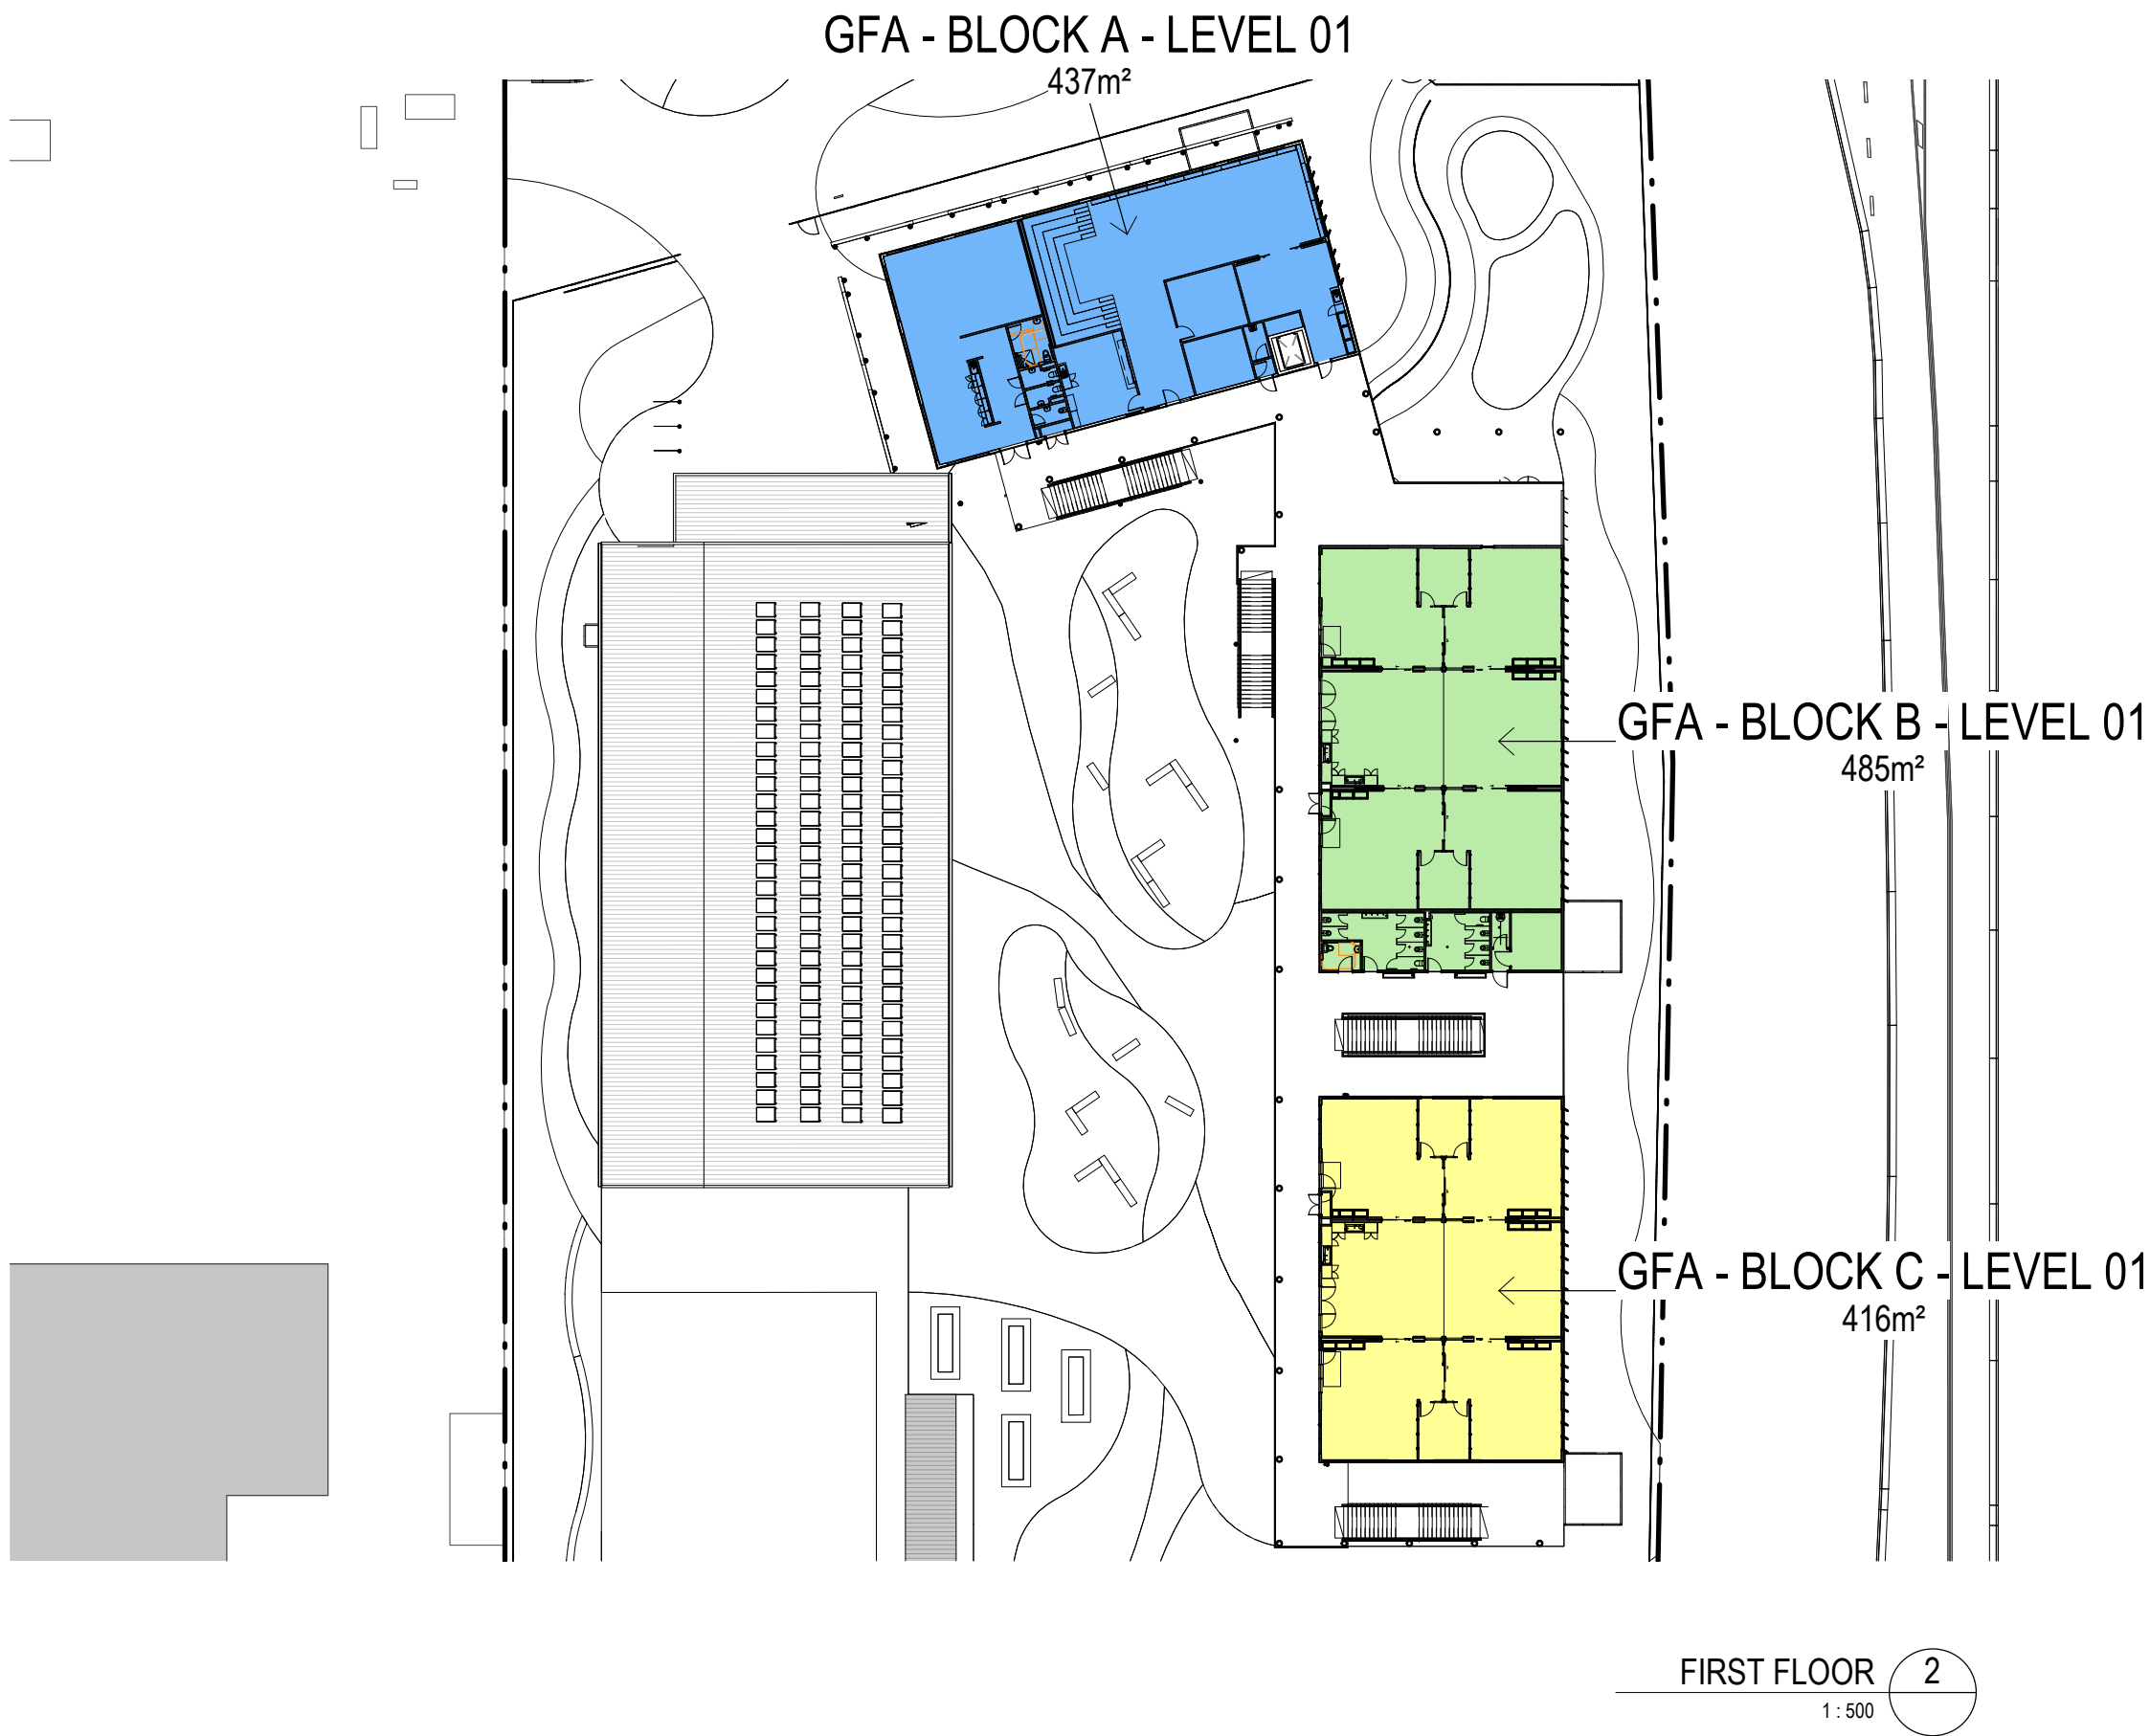 GFA - BLOCK A - LEVEL 01
437m²
GFA - BLOCK B - LEVEL 01
485m²
GFA - BLOCK C - LEVEL 01
416m²
FIRST FLOOR
2
1 : 500